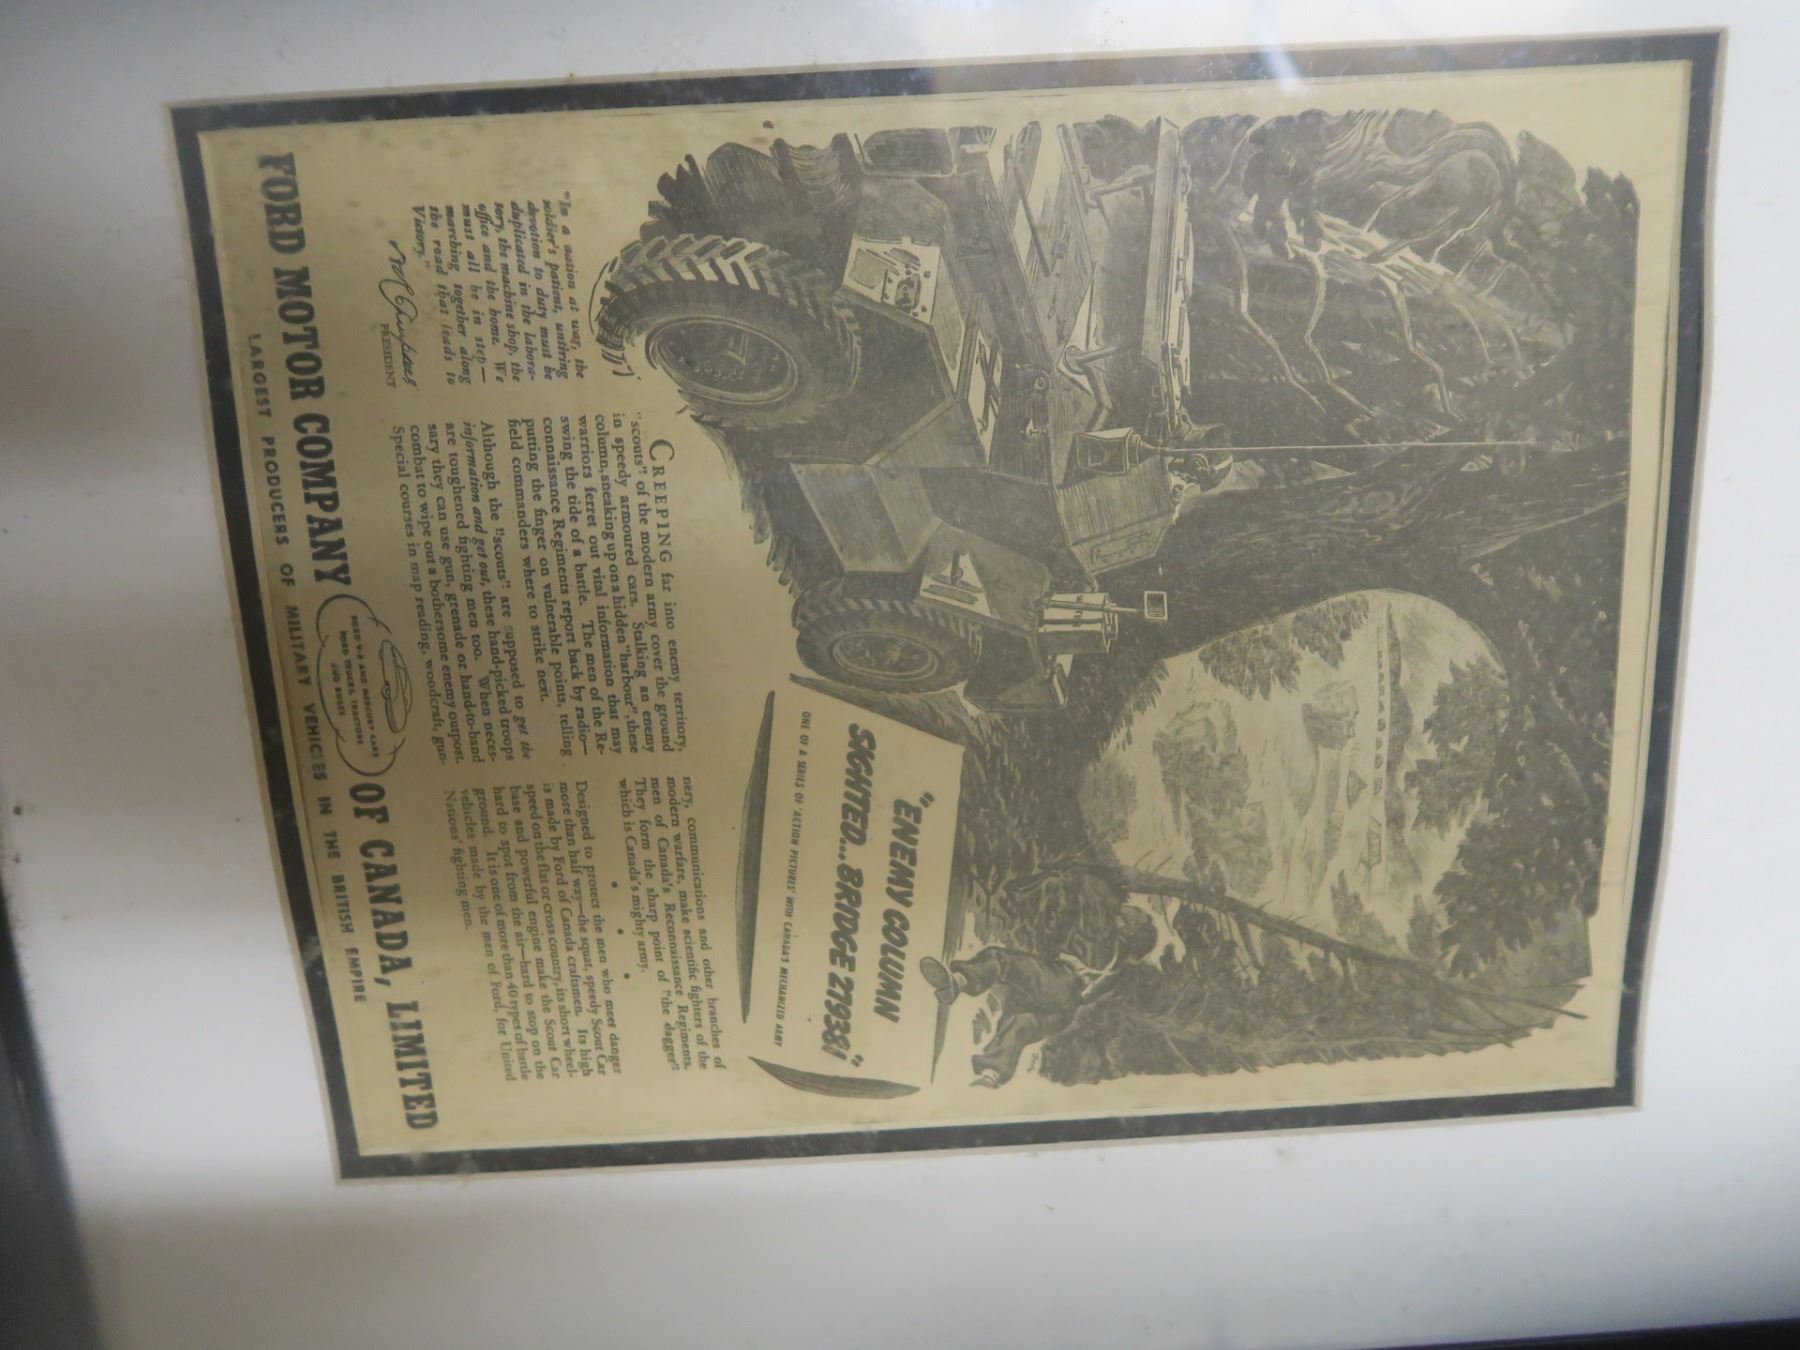 "ENEMY COLUMN
SIGHTED...BRIDGE 27938!"
ONE OF A SERIES OF 'ACTION PICTURES' WITH CANADA'S MECHANIZED ARMY
"In a nation at war, the
soldier's patient, untiring
devotion to duty must be
duplicated in the labora-
tory, the machine shop, the
office and the home. We
must all be in step—
marching together along
the road that leads to
Victory."
PRESIDENT
CREEPING far into enemy territory,
"scouts" of the modern army cover the ground
in speedy armoured cars. Stalking an enemy
column, sneaking up on a hidden "harbour", these
warriors ferret out vital information that may
swing the tide of a battle. The men of the Re-
connaissance Regiments report back by radio—
putting the finger on vulnerable points, telling
field commanders where to strike next.
Although the "scouts" are supposed to get the
information and get out, these hand-picked troops
are toughened fighting men too. When neces-
sary they can use gun, grenade or hand-to-hand
combat to wipe out a bothersome enemy outpost.
Special courses in map reading, woodcraft, gun-
nery, communications and other branches of
modern warfare, make scientific fighters of the
men of Canada's Reconnaissance Regiments.
They form the sharp point of "the dagger"
which is Canada's mighty army.
• • •
Designed to protect the men who meet danger
more than half way—the squat, speedy Scout Car
is made by Ford of Canada craftsmen. Its high
speed on the flat or cross country, its short wheel-
base and powerful engine make the Scout Car
hard to spot from the air—hard to stop on the
ground. It is one of more than 40 types of battle
vehicles made by the men of Ford, for United
Nations' fighting men.
FORD MOTOR COMPANY OF CANADA, LIMITED
FORD V·8 AND MERCURY CARS
FORD TRUCKS, TRACTORS
AND BUSES
LARGEST PRODUCERS OF MILITARY VEHICLES IN THE BRITISH EMPIRE